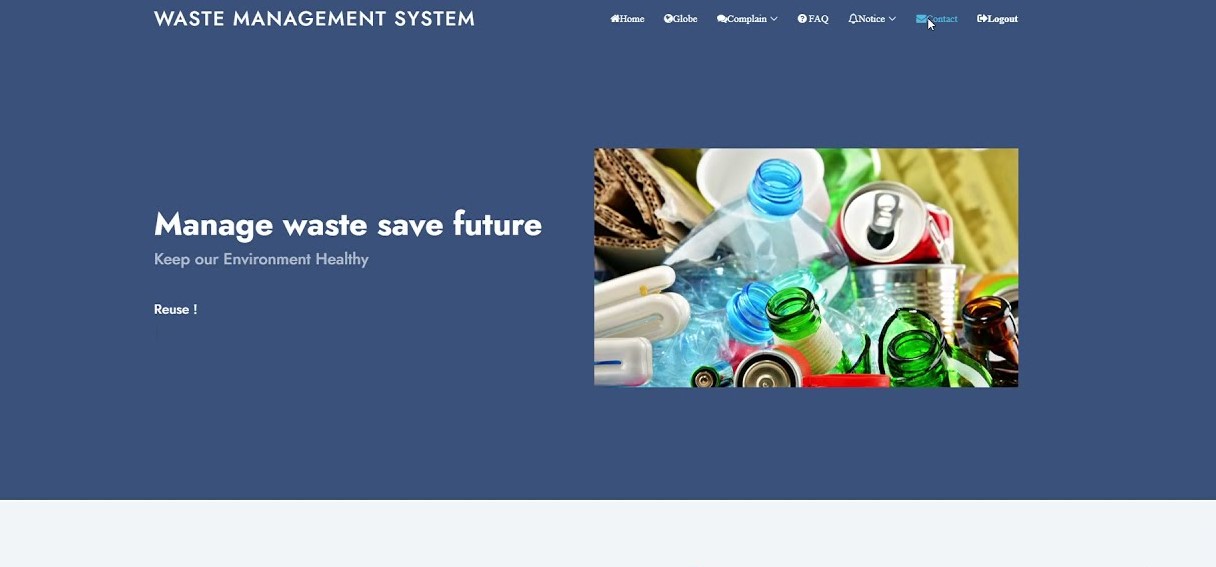 WASTE MANAGEMENT SYSTEM
Home Globe Complain FAQ Notice Contact Logout
Manage waste save future
Keep our Environment Healthy
Reuse !